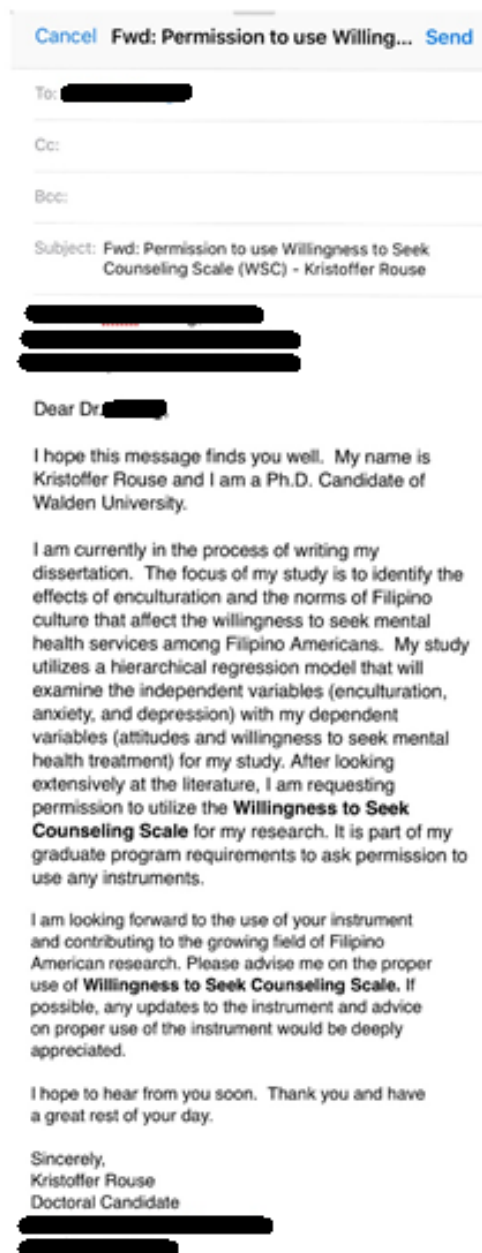 Cancel Fwd: Permission to use Willing... Send
To:
Cc:
Bcc:
Subject: Fwd: Permission to use Willingness to Seek
Counseling Scale (WSC) - Kristoffer Rouse
Dear Dr.
I hope this message finds you well. My name is
Kristoffer Rouse and I am a Ph.D. Candidate of
Walden University.
I am currently in the process of writing my
dissertation. The focus of my study is to identify the
effects of enculturation and the norms of Filipino
culture that affect the willingness to seek mental
health services among Filipino Americans. My study
utilizes a hierarchical regression model that will
examine the independent variables (enculturation,
anxiety, and depression) with my dependent
variables (attitudes and willingness to seek mental
health treatment) for my study. After looking
extensively at the literature, I am requesting
permission to utilize the Willingness to Seek
Counseling Scale for my research. It is part of my
graduate program requirements to ask permission to
use any instruments.
I am looking forward to the use of your instrument
and contributing to the growing field of Filipino
American research. Please advise me on the proper
use of Willingness to Seek Counseling Scale. If
possible, any updates to the instrument and advice
on proper use of the instrument would be deeply
appreciated.
I hope to hear from you soon. Thank you and have
a great rest of your day.
Sincerely,
Kristoffer Rouse
Doctoral Candidate